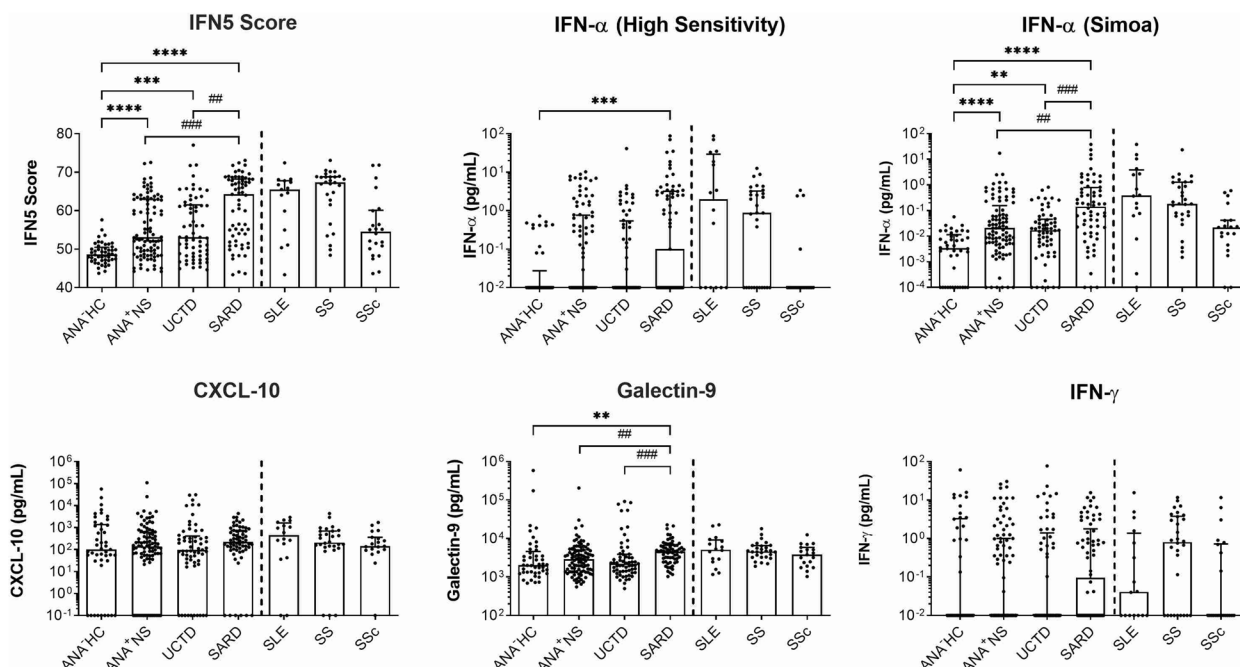 IFN5 Score
****
***
##
****
###
IFN5 Score
80
70
60
50
40
ANA⁻HC
ANA⁺NS
UCTD
SARD
SLE
SS
SSc
IFN-α (High Sensitivity)
***
IFN-α (pg/mL)
10²
10¹
10⁰
10⁻¹
10⁻²
ANA⁻HC
ANA⁺NS
UCTD
SARD
SLE
SS
SSc
IFN-α (Simoa)
****
**
###
****
##
IFN-α (pg/mL)
10²
10¹
10⁰
10⁻¹
10⁻²
10⁻³
10⁻⁴
ANA⁻HC
ANA⁺NS
UCTD
SARD
SLE
SS
SSc
CXCL-10
CXCL-10 (pg/mL)
10⁶
10⁵
10⁴
10³
10²
10¹
10⁰
10⁻¹
ANA⁻HC
ANA⁺NS
UCTD
SARD
SLE
SS
SSc
Galectin-9
**
##
###
Galectin-9 (pg/mL)
10⁶
10⁵
10⁴
10³
10²
ANA⁻HC
ANA⁺NS
UCTD
SARD
SLE
SS
SSc
IFN-γ
IFN-γ (pg/mL)
10²
10¹
10⁰
10⁻¹
10⁻²
ANA⁻HC
ANA⁺NS
UCTD
SARD
SLE
SS
SSc